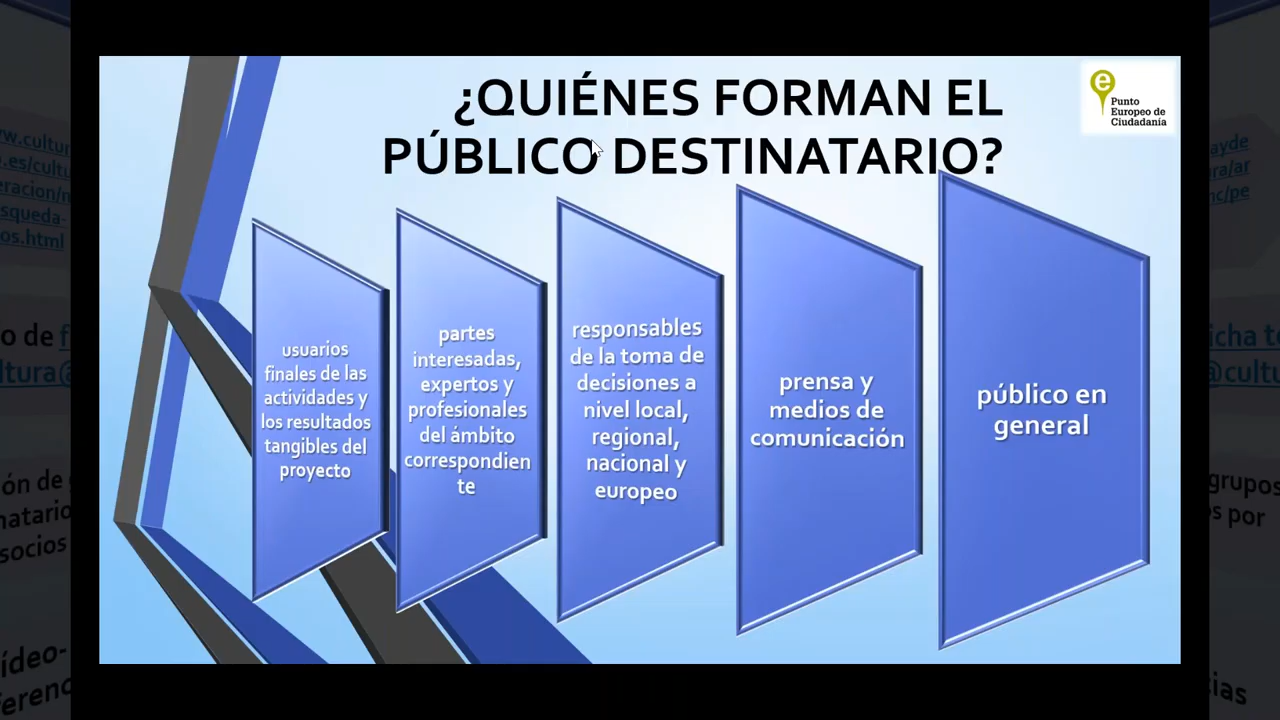 ¿QUIÉNES FORMAN EL
PÚBLICO DESTINATARIO?
e
Punto
Europeo de
Ciudadanía
usuarios
finales de las
actividades y
los resultados
tangibles del
proyecto
partes
interesadas,
expertos y
profesionales
del ámbito
correspondien
te
responsables
de la toma de
decisiones a
nivel local,
regional,
nacional y
europeo
prensa y
medios de
comunicación
público en
general